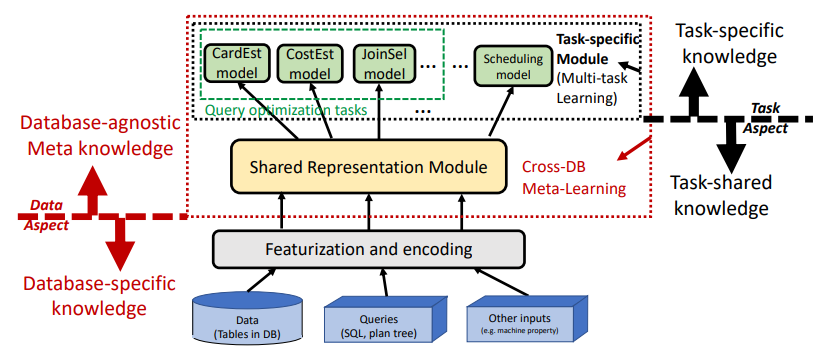 CardEst
model
CostEst
model
JoinSel
model
... ...
Scheduling
model
Task-specific
Module
(Multi-task
Learning)
Query optimization tasks
...
Task-specific
knowledge
Task
Aspect
Task-shared
knowledge
Database-agnostic
Meta knowledge
Data
Aspect
Database-specific
knowledge
Shared Representation Module
Cross-DB
Meta-Learning
Featurization and encoding
Data
(Tables in DB)
Queries
(SQL, plan tree)
Other inputs
(e.g. machine property)